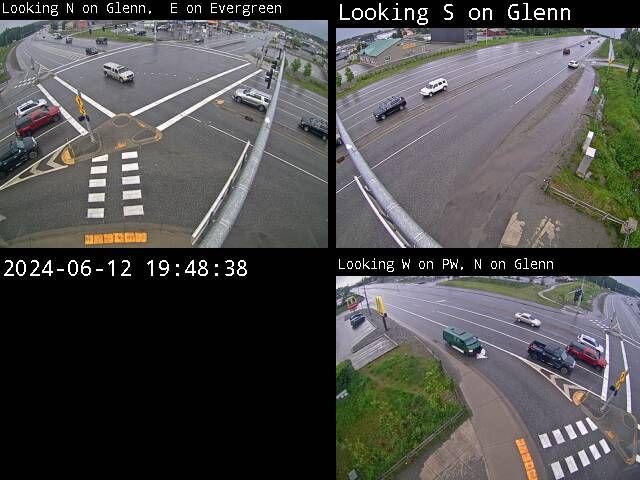 Looking N on Glenn,  E on Evergreen
Looking S on Glenn
2024-06-12 19:48:38
Looking W on PW, N on Glenn